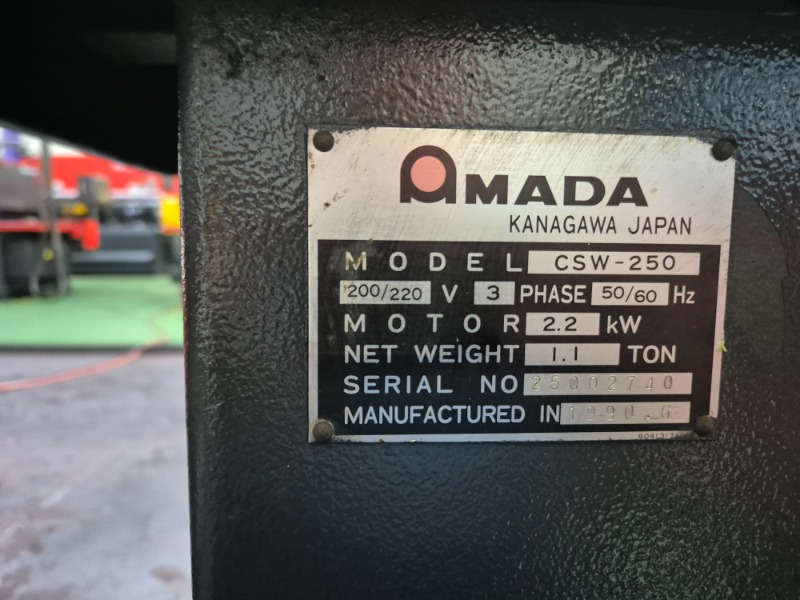 AMADA
KANAGAWA JAPAN
MODEL CSW-250
200/220 V 3 PHASE 50/60 Hz
MOTOR 2.2 kW
NET WEIGHT 1.1 TON
SERIAL NO 25002740
MANUFACTURED IN 1990.6